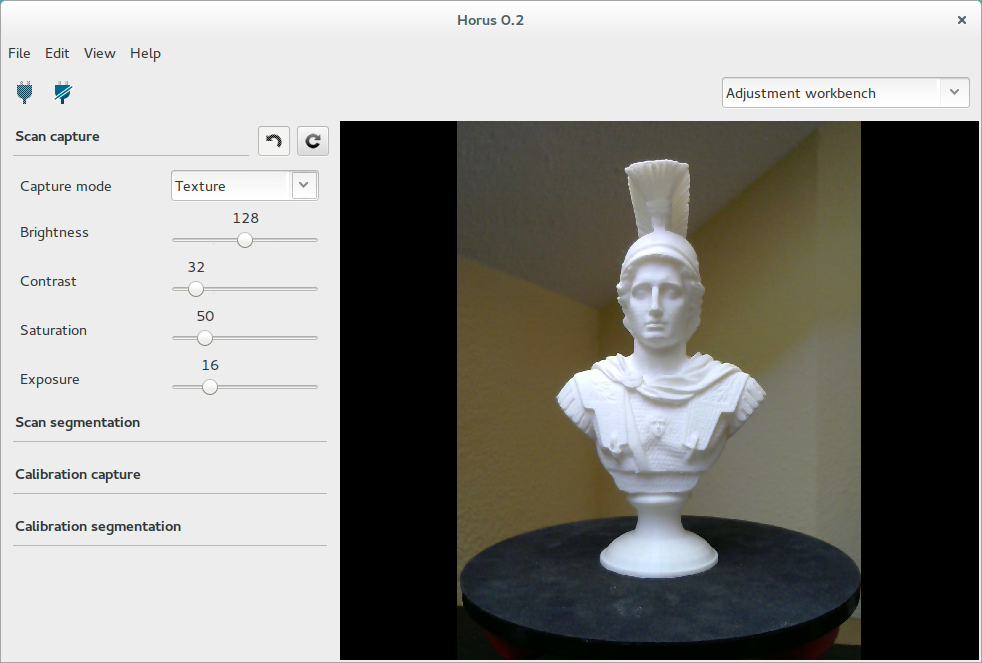 Horus 0.2
File Edit View Help
Adjustment workbench
Scan capture
Capture mode Texture
128
Brightness
32
Contrast
50
Saturation
16
Exposure
Scan segmentation
Calibration capture
Calibration segmentation